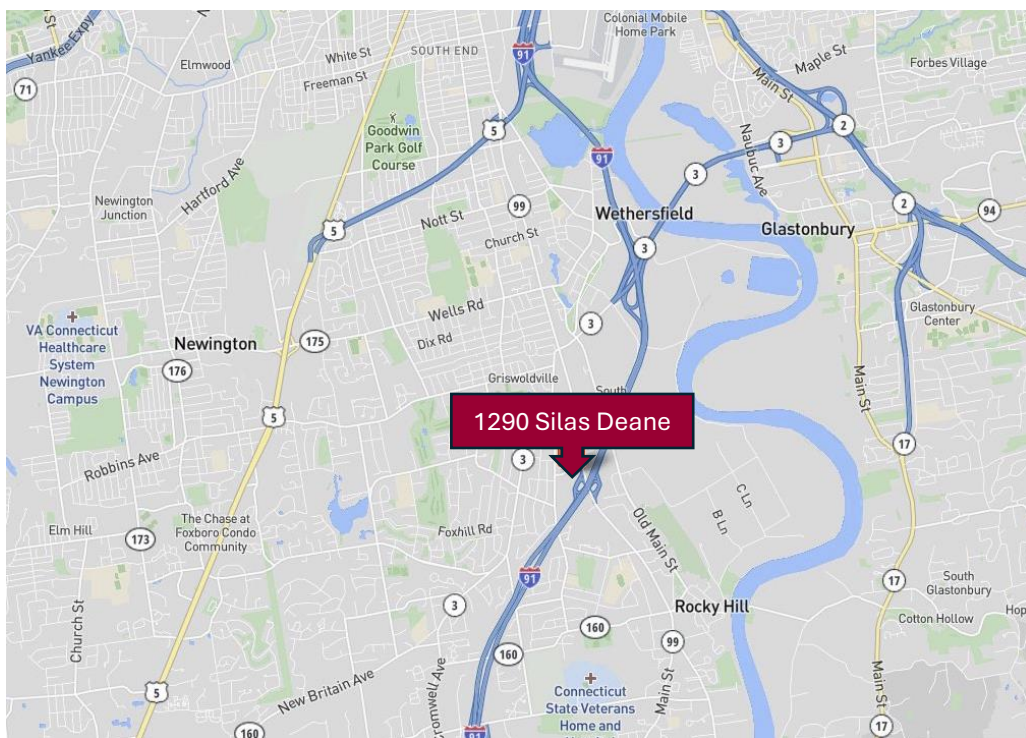 Colonial Mobile
Home Park
Yankee Expy
Elmwood
White St
SOUTH END
91
Maple St
Forbes Village
71
Freeman St
Main St
Goodwin
Park Golf
Course
5
2
3
91
3
Naubuc Ave
Hartford Ave
Newington
Junction
99
Nott St
Wethersfield
2
94
5
Church St
3
Glastonbury
Wells Rd
Glastonbury
Center
VA Connecticut
Healthcare
System
Newington
Campus
Newington
175
Dix Rd
3
176
Griswoldville
South
Main St
1290 Silas Deane
5
17
Robbins Ave
3
C Ln
B Ln
Elm Hill
173
The Chase at
Foxboro Condo
Community
Foxhill Rd
Old Main St
91
17
South
Glastonbury
3
Rocky Hill
Cotton Hollow
Hop
Church St
160
99
160
5
New Britain Ave
Cromwell Ave
Main St
Connecticut
State Veterans
Home and
Main St
17
160
91